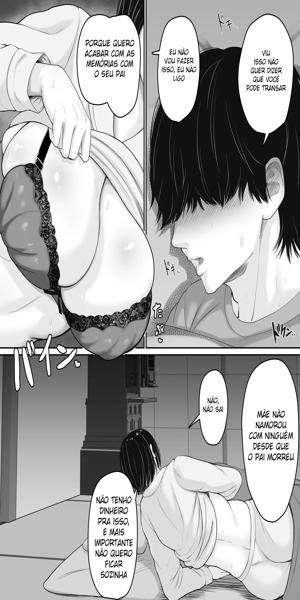 VIU
ISSO NÃO
QUER DIZER
QUE VOCÊ
PODE TRANSAR
EU NÃO
VOU FAZER
ISSO, EU NÃO
LIGO
PORQUE QUERO
ACABAR COM AS
MEMÓRIAS COM
O SEU PAI
MÃE NÃO
NAMOROU
COM NINGUÉM
DESDE QUE
O PAI MORREU
NÃO,
NÃO SAI
NÃO TENHO
DINHEIRO
PRA ISSO,
E MAIS
IMPORTANTE
NÃO QUERO
FICAR
SOZINHA